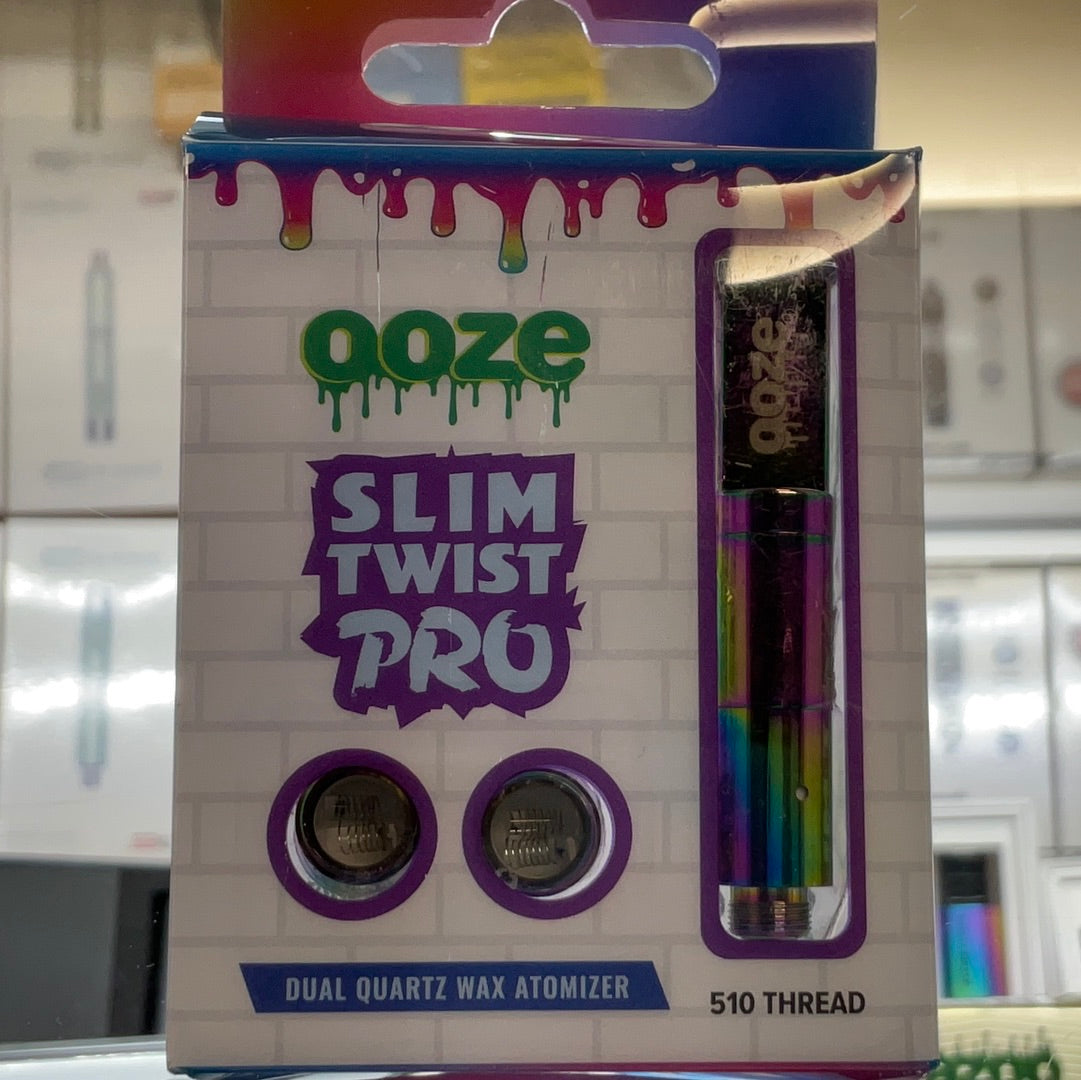 ooze
SLIM
TWIST
PRO
ooze
DUAL QUARTZ WAX ATOMIZER
510 THREAD